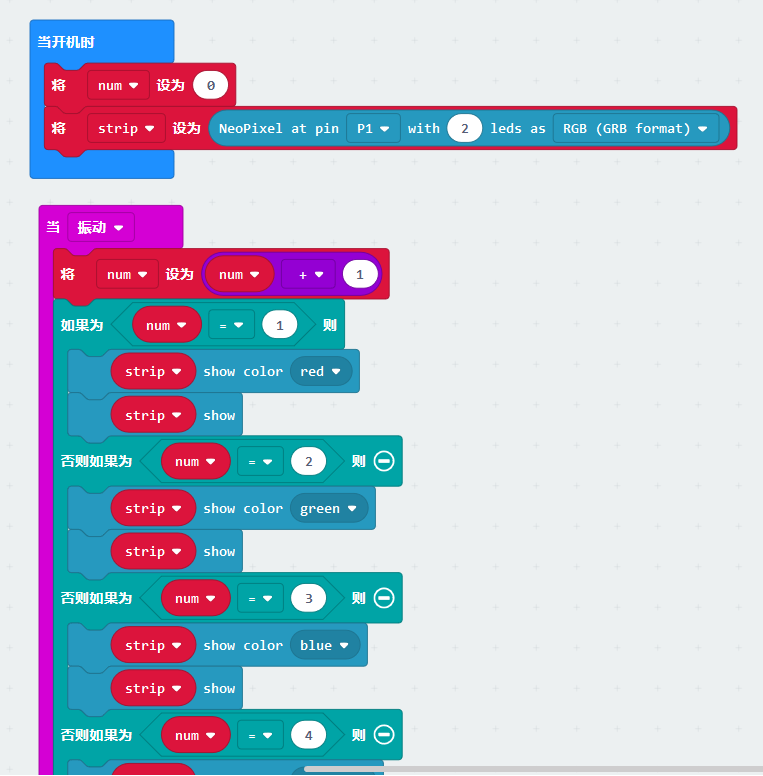 当开机时
将 num 设为 0
将 strip 设为 NeoPixel at pin P1 with 2 leds as RGB (GRB format)
当 振动
将 num 设为 num + 1
如果为 num = 1 则
strip show color red
strip show
否则如果为 num = 2 则
strip show color green
strip show
否则如果为 num = 3 则
strip show color blue
strip show
否则如果为 num = 4 则